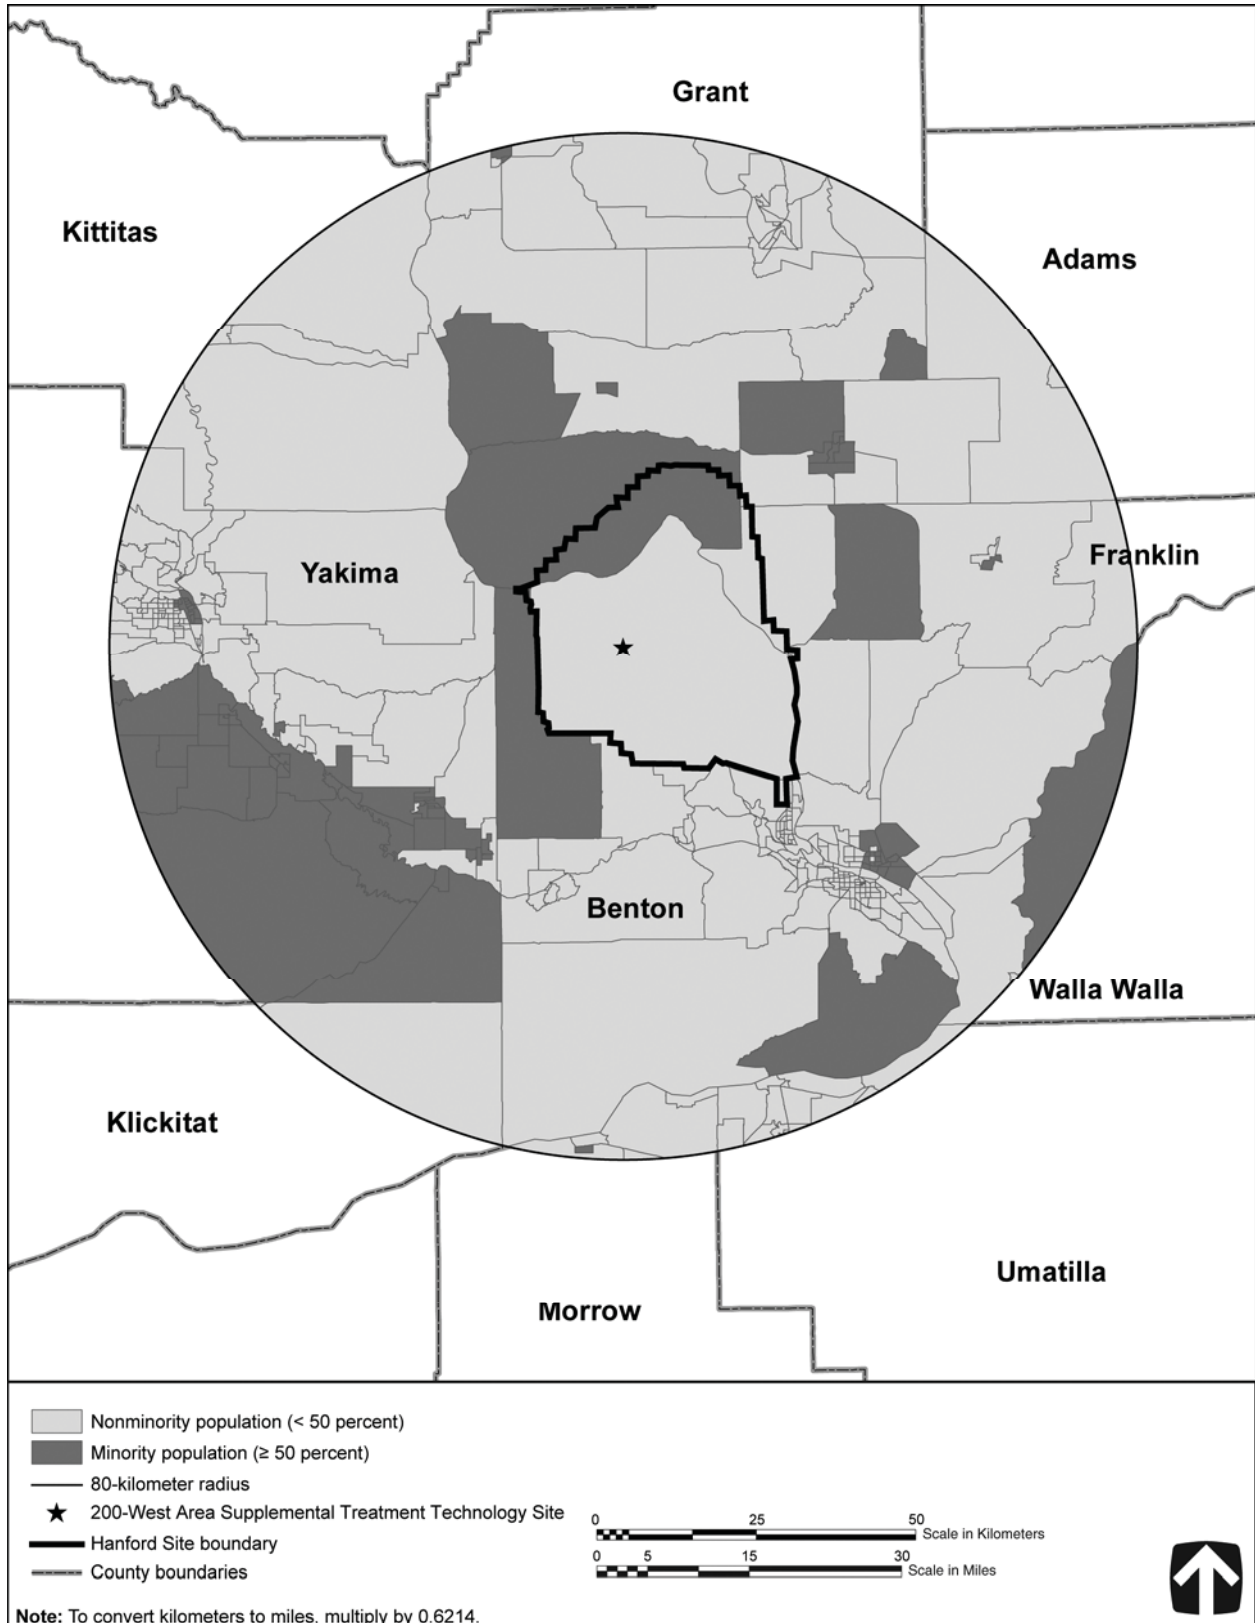 Grant
Kittitas
Adams
Franklin
Yakima
Benton
Walla Walla
Klickitat
Umatilla
Morrow
Nonminority population (< 50 percent)
Minority population (≥ 50 percent)
80-kilometer radius
200-West Area Supplemental Treatment Technology Site
Hanford Site boundary
County boundaries
0 25 50
Scale in Kilometers
0 5 15 30
Scale in Miles
Note: To convert kilometers to miles, multiply by 0.6214.